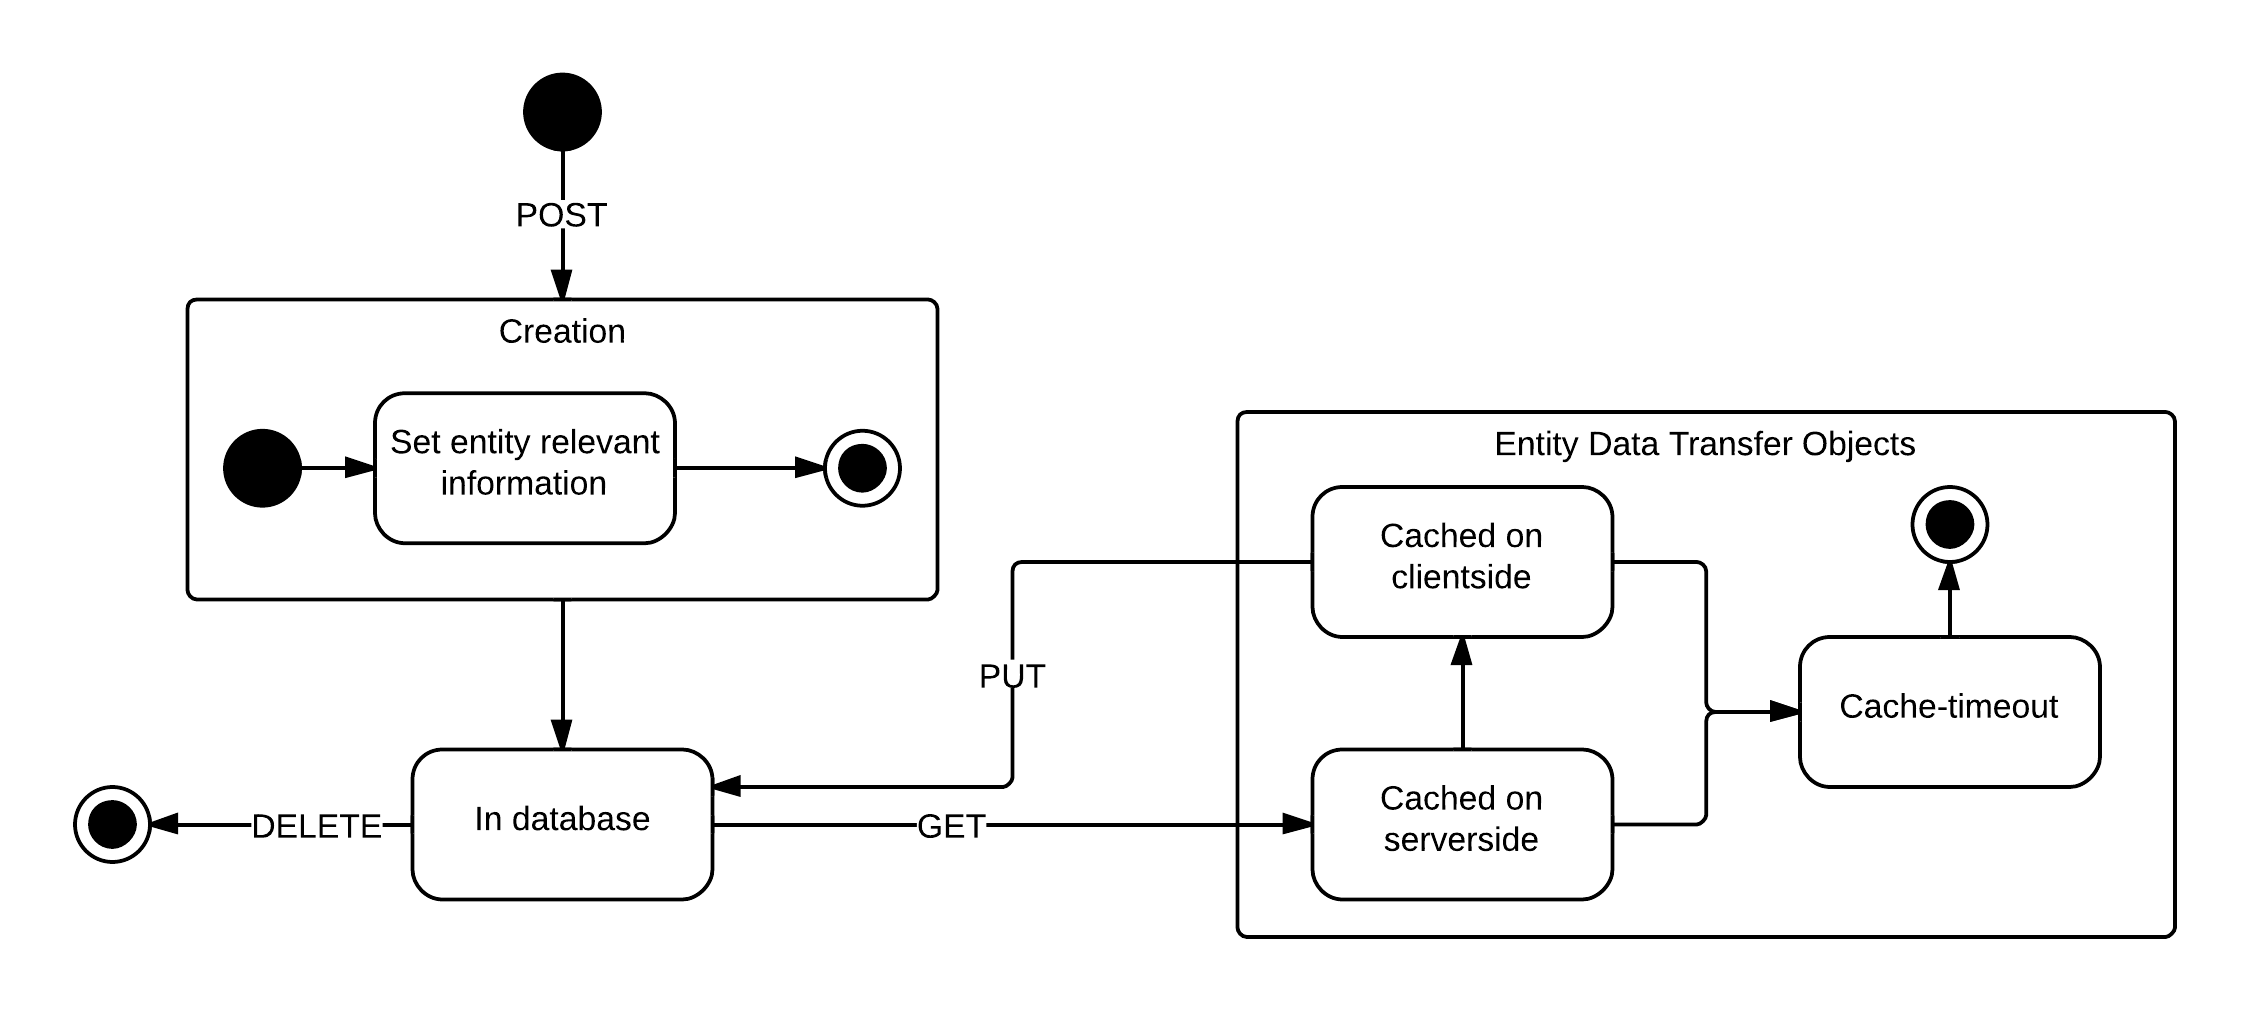 POST
Creation
Set entity relevant
information
Entity Data Transfer Objects
Cached on
clientside
PUT
Cache-timeout
In database
DELETE
GET
Cached on
serverside